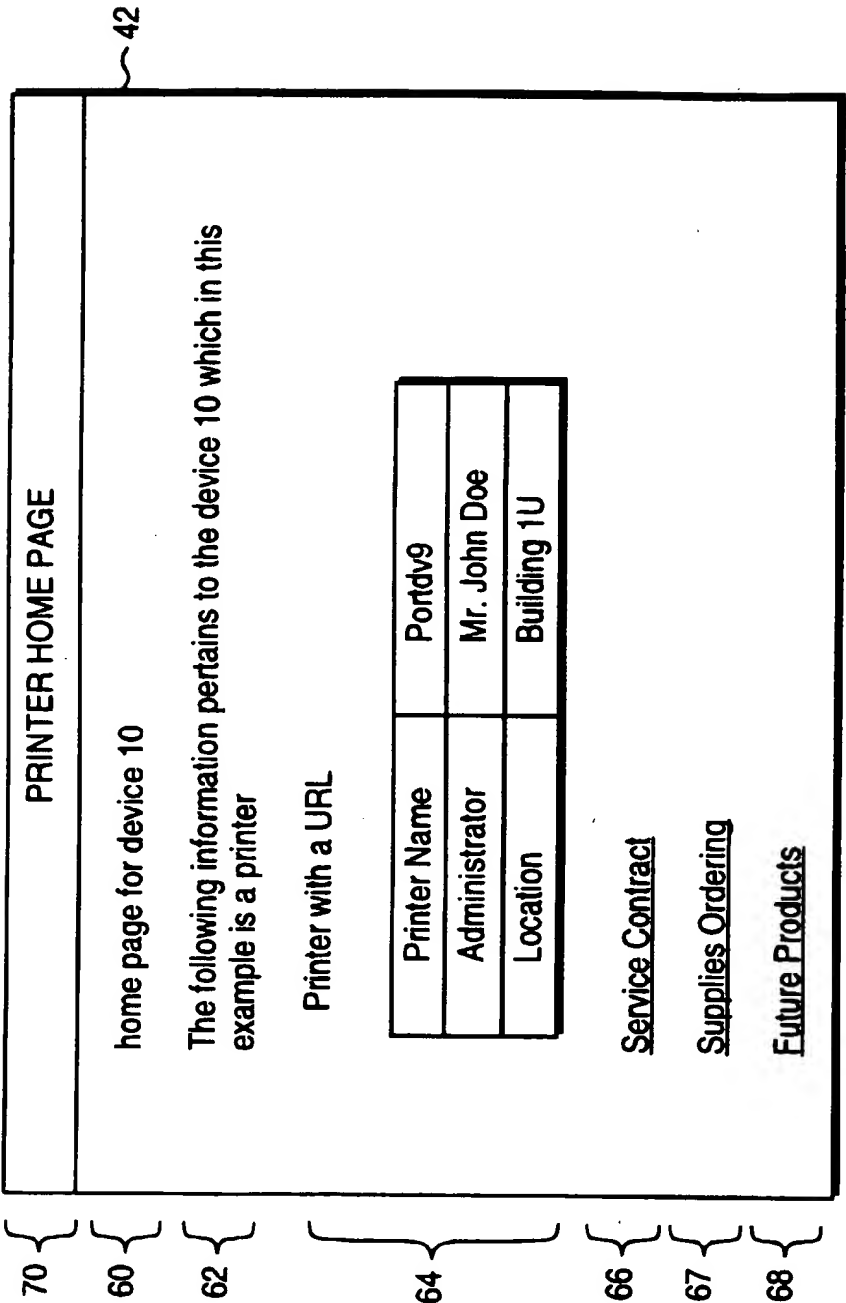 70 PRINTER HOME PAGE
42
60 home page for device 10
62 The following information pertains to the device 10 which in this
example is a printer
64
Printer with a URL
Printer Name Portdv9
Administrator Mr. John Doe
Location Building 1U
66 Service Contract
67 Supplies Ordering
68 Future Products